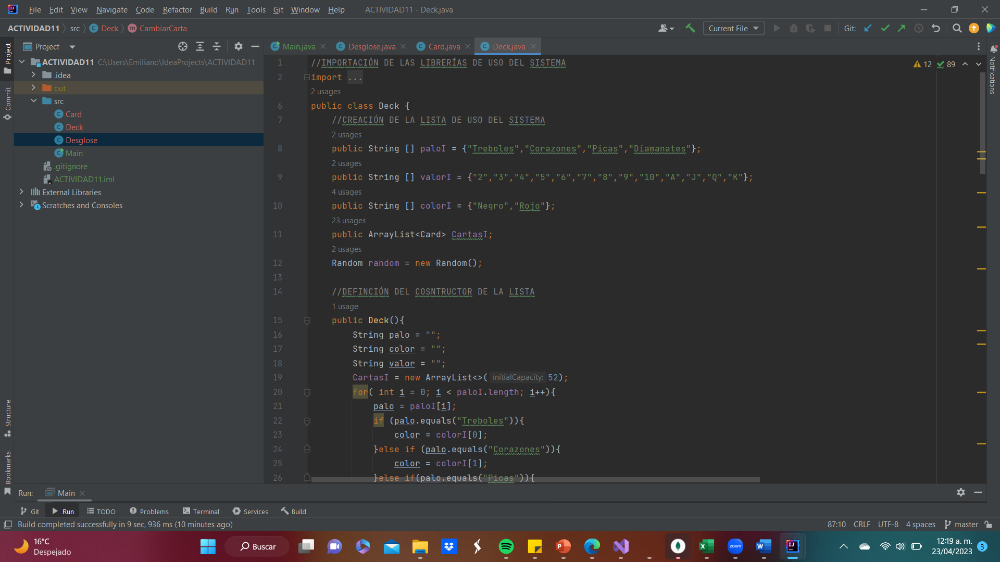 File Edit View Navigate Code Refactor Build Run Tools Git Window Help ACTIVIDAD11 - Deck.java
ACTIVIDAD11 src Deck CambiarCarta Current File Git:
Project Main.java Desglose.java Card.java Deck.java
Project
Commit
Structure
Bookmarks
Notifications
ACTIVIDAD11 C:\Users\Emiliano\IdeaProjects\ACTIVIDAD11
.idea
out
src
Card
Deck
Desglose
Main
.gitignore
ACTIVIDAD11.iml
External Libraries
Scratches and Consoles
12 89
1 //IMPORTACIÓN DE LAS LIBRERÍAS DE USO DEL SISTEMA
2 import ...
2 usages
6 public class Deck {
7 //CREACIÓN DE LA LISTA DE USO DEL SISTEMA
2 usages
8 public String [] paloI = {"Treboles","Corazones","Picas","Diamanates"};
2 usages
9 public String [] valorI = {"2","3","4","5","6","7","8","9","10","A","J","Q","K"};
4 usages
10 public String [] colorI = {"Negro","Rojo"};
23 usages
11 public ArrayList<Card> CartasI;
2 usages
12 Random random = new Random();
13
14 //DEFINCIÓN DEL COSNTRUCTOR DE LA LISTA
1 usage
15 public Deck(){
16 String palo = "";
17 String color = "";
18 String valor = "";
19 CartasI = new ArrayList<>( initialCapacity: 52);
20 for( int i = 0; i < paloI.length; i++){
21 palo = paloI[i];
22 if (palo.equals("Treboles")){
23 color = colorI[0];
24 }else if (palo.equals("Corazones")){
25 color = colorI[1];
26 }else if(palo.equals("Picas")){
Run: Main
Git Run TODO Problems Terminal Services Build
Build completed successfully in 9 sec, 936 ms (10 minutes ago) 87:10 CRLF UTF-8 4 spaces master
16°C
Despejado
Buscar
zoom
12:19 a. m.
23/04/2023
3